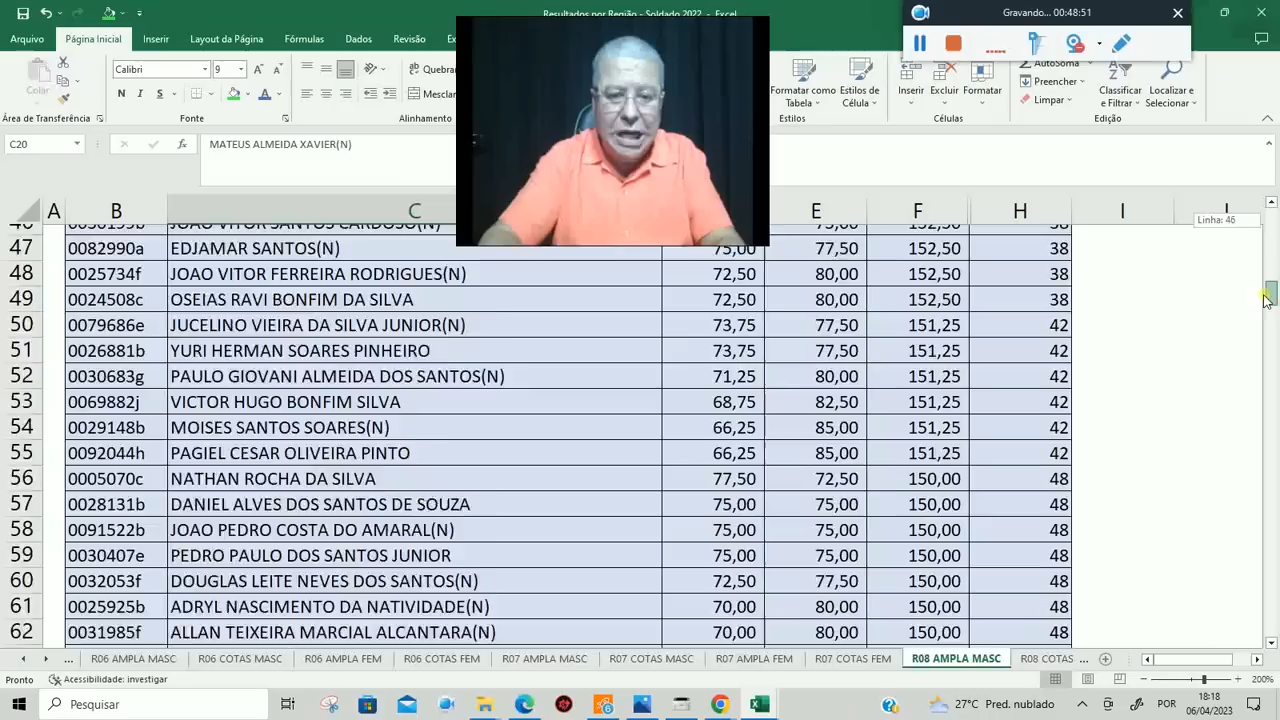 Resultados por Região - Soldado 2022 - Excel
Gravando... 00:48:51
Arquivo Página Inicial Inserir Layout da Página Fórmulas Dados Revisão
Colar
Calibri 9
Quebrar
Mesclar
N I S
Formatar como Tabela
Estilos de Célula
Inserir Excluir Formatar
AutoSoma
Preencher
Limpar
Classificar e Filtrar
Localizar e Selecionar
Área de Transferência Fonte Alinhamento Estilos Células Edição
C20 MATEUS ALMEIDA XAVIER(N)
A B C E F H I
Linha: 46
47 0082990a EDJAMAR SANTOS(N) 75,00 77,50 152,50 38
48 0025734f JOAO VITOR FERREIRA RODRIGUES(N) 72,50 80,00 152,50 38
49 0024508c OSEIAS RAVI BONFIM DA SILVA 72,50 80,00 152,50 38
50 0079686e JUCELINO VIEIRA DA SILVA JUNIOR(N) 73,75 77,50 151,25 42
51 0026881b YURI HERMAN SOARES PINHEIRO 73,75 77,50 151,25 42
52 0030683g PAULO GIOVANI ALMEIDA DOS SANTOS(N) 71,25 80,00 151,25 42
53 0069882j VICTOR HUGO BONFIM SILVA 68,75 82,50 151,25 42
54 0029148b MOISES SANTOS SOARES(N) 66,25 85,00 151,25 42
55 0092044h PAGIEL CESAR OLIVEIRA PINTO 66,25 85,00 151,25 42
56 0005070c NATHAN ROCHA DA SILVA 77,50 72,50 150,00 48
57 0028131b DANIEL ALVES DOS SANTOS DE SOUZA 75,00 75,00 150,00 48
58 0091522b JOAO PEDRO COSTA DO AMARAL(N) 75,00 75,00 150,00 48
59 0030407e PEDRO PAULO DOS SANTOS JUNIOR 75,00 75,00 150,00 48
60 0032053f DOUGLAS LEITE NEVES DOS SANTOS(N) 72,50 77,50 150,00 48
61 0025925b ADRYL NASCIMENTO DA NATIVIDADE(N) 70,00 80,00 150,00 48
62 0031985f ALLAN TEIXEIRA MARCIAL ALCANTARA(N) 70,00 80,00 150,00 48
... R06 AMPLA MASC R06 COTAS MASC R06 AMPLA FEM R06 COTAS FEM R07 AMPLA MASC R07 COTAS MASC R07 AMPLA FEM R07 COTAS FEM R08 AMPLA MASC R08 COTAS ...
Pronto Acessibilidade: investigar 200%
Pesquisar 27°C Pred. nublado POR 18:18
06/04/2023